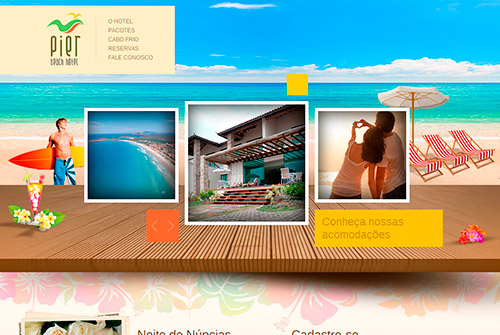 Pier
BEACH HOTEL
O HOTEL
PACOTES
CABO FRIO
RESERVAS
FALE CONOSCO
Conheça nossas
acomodações
Noite de Núpcias
Cadastre-se